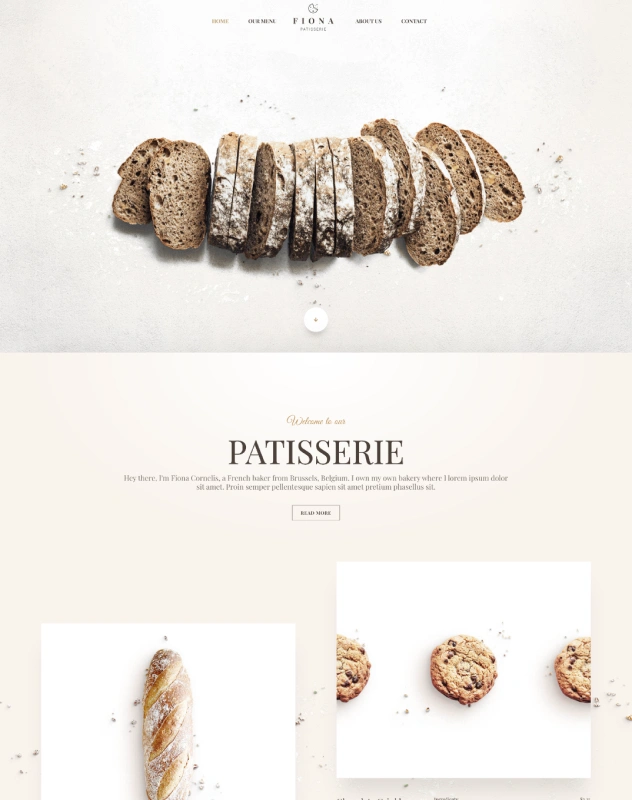 HOME
OUR MENU
FIONA
PATISSERIE
ABOUT US
CONTACT
Welcome to our
PATISSERIE
Hey there, I'm Fiona Cornelis, a French baker from Brussels, Belgium. I own my own bakery where I lorem ipsum dolor
sit amet. Proin semper pellentesque sapien sit amet pretium phasellus sit.
READ MORE